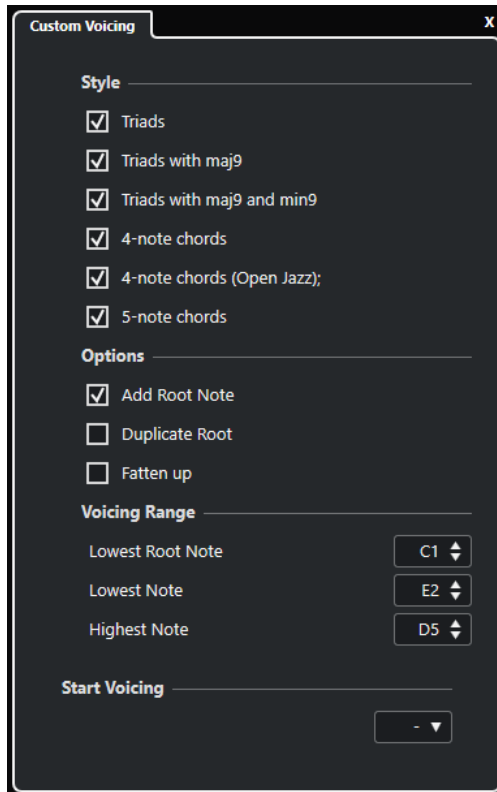 Custom Voicing X
Style
Triads
Triads with maj9
Triads with maj9 and min9
4-note chords
4-note chords (Open Jazz);
5-note chords
Options
Add Root Note
Duplicate Root
Fatten up
Voicing Range
Lowest Root Note C1
Lowest Note E2
Highest Note D5
Start Voicing
-